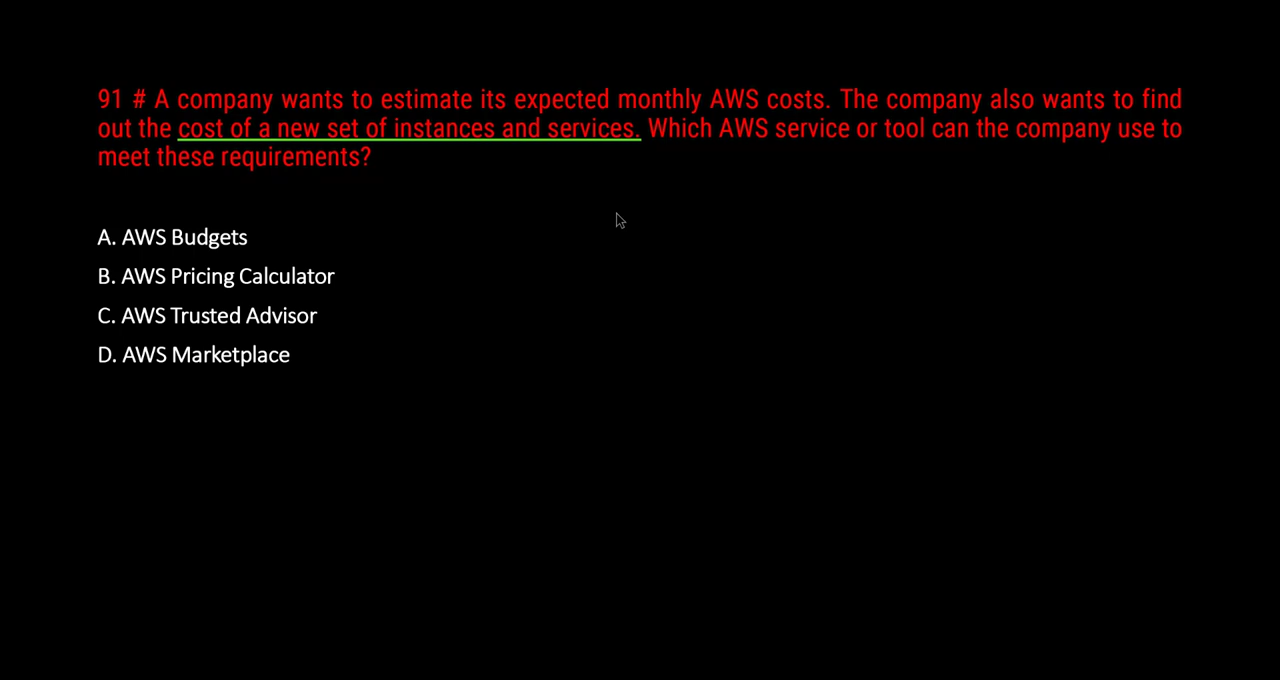 91 # A company wants to estimate its expected monthly AWS costs. The company also wants to find
out the cost of a new set of instances and services. Which AWS service or tool can the company use to
meet these requirements?
A. AWS Budgets
B. AWS Pricing Calculator
C. AWS Trusted Advisor
D. AWS Marketplace